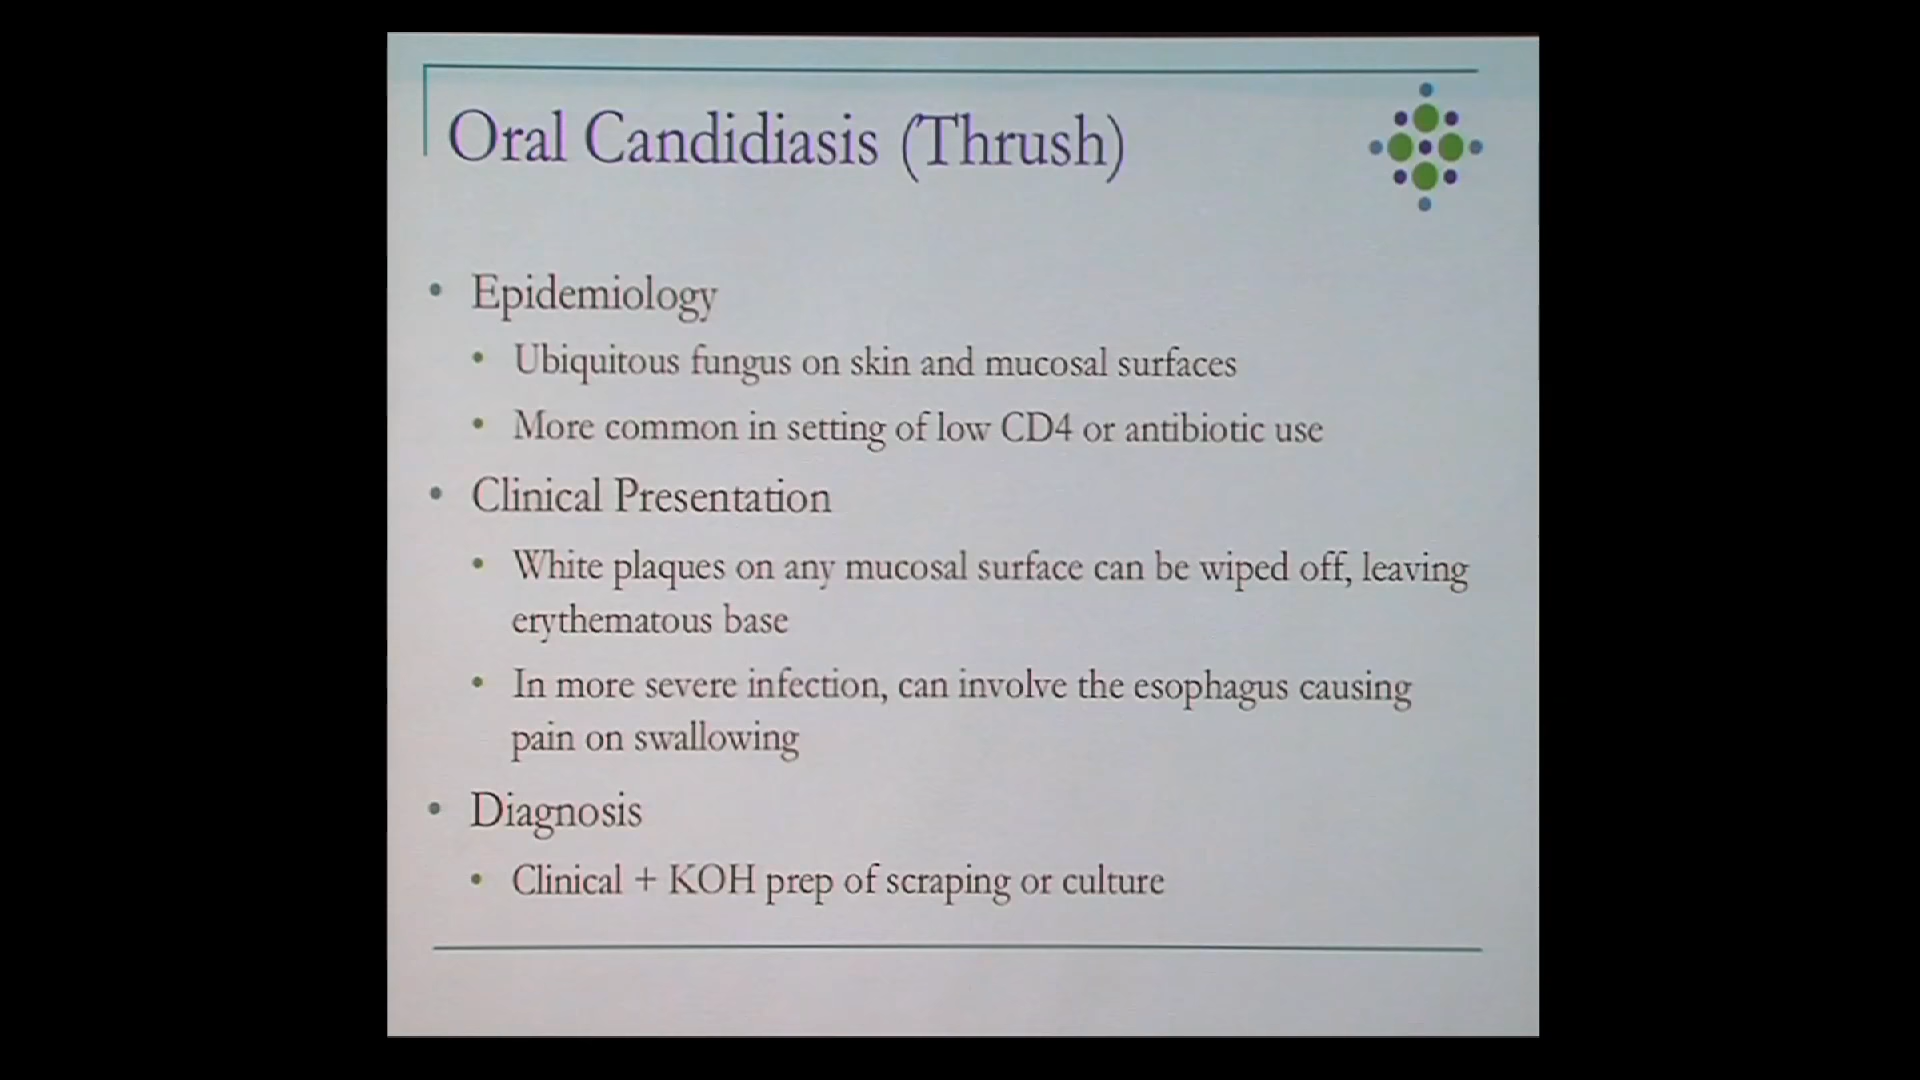 Oral Candidiasis (Thrush)
• Epidemiology
• Ubiquitous fungus on skin and mucosal surfaces
• More common in setting of low CD4 or antibiotic use
• Clinical Presentation
• White plaques on any mucosal surface can be wiped off, leaving
erythematous base
• In more severe infection, can involve the esophagus causing
pain on swallowing
• Diagnosis
• Clinical + KOH prep of scraping or culture